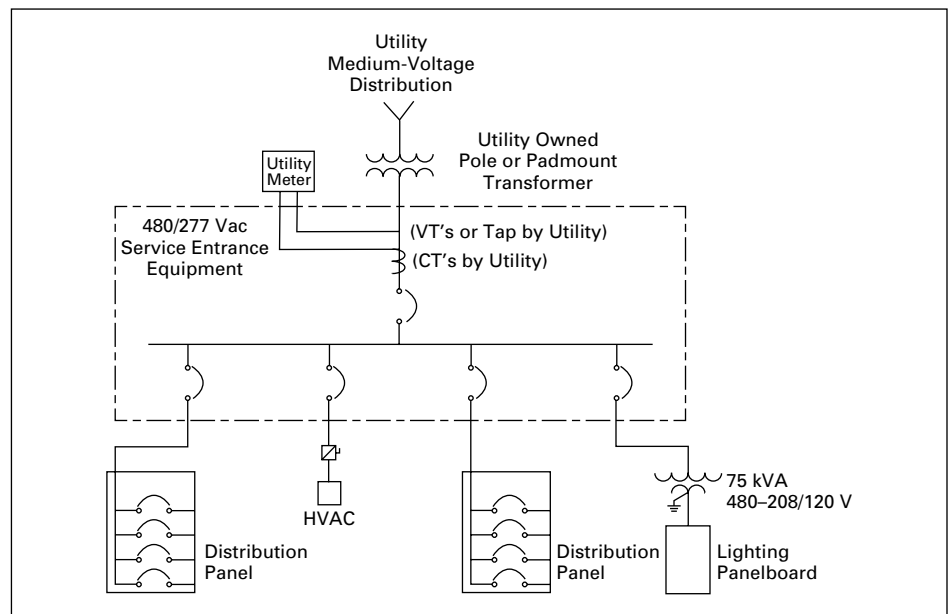 Utility
Medium-Voltage
Distribution
Utility Owned
Pole or Padmount
Transformer
Utility
Meter
480/277 Vac
Service Entrance
Equipment
(VT's or Tap by Utility)
(CT's by Utility)
HVAC
75 kVA
480–208/120 V
Distribution
Panel
Distribution
Panel
Lighting
Panelboard